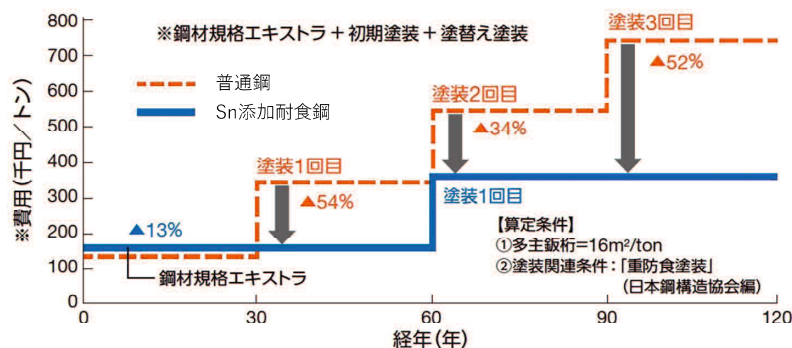 ※鋼材規格エキストラ＋初期塗装＋塗替え塗装
※費用(千円／トン)
800
700
600
500
400
300
200
100
Sn
0
30
60
90
120
経年(年)
普通鋼
Sn添加耐食鋼
▲13%
鋼材規格エキストラ
塗装1回目
▲54%
塗装2回目
▲34%
塗装3回目
▲52%
塗装1回目
【算定条件】
①多主鈑桁=16m²/ton
②塗装関連条件：「重防食塗装」
(日本鋼構造協会編)